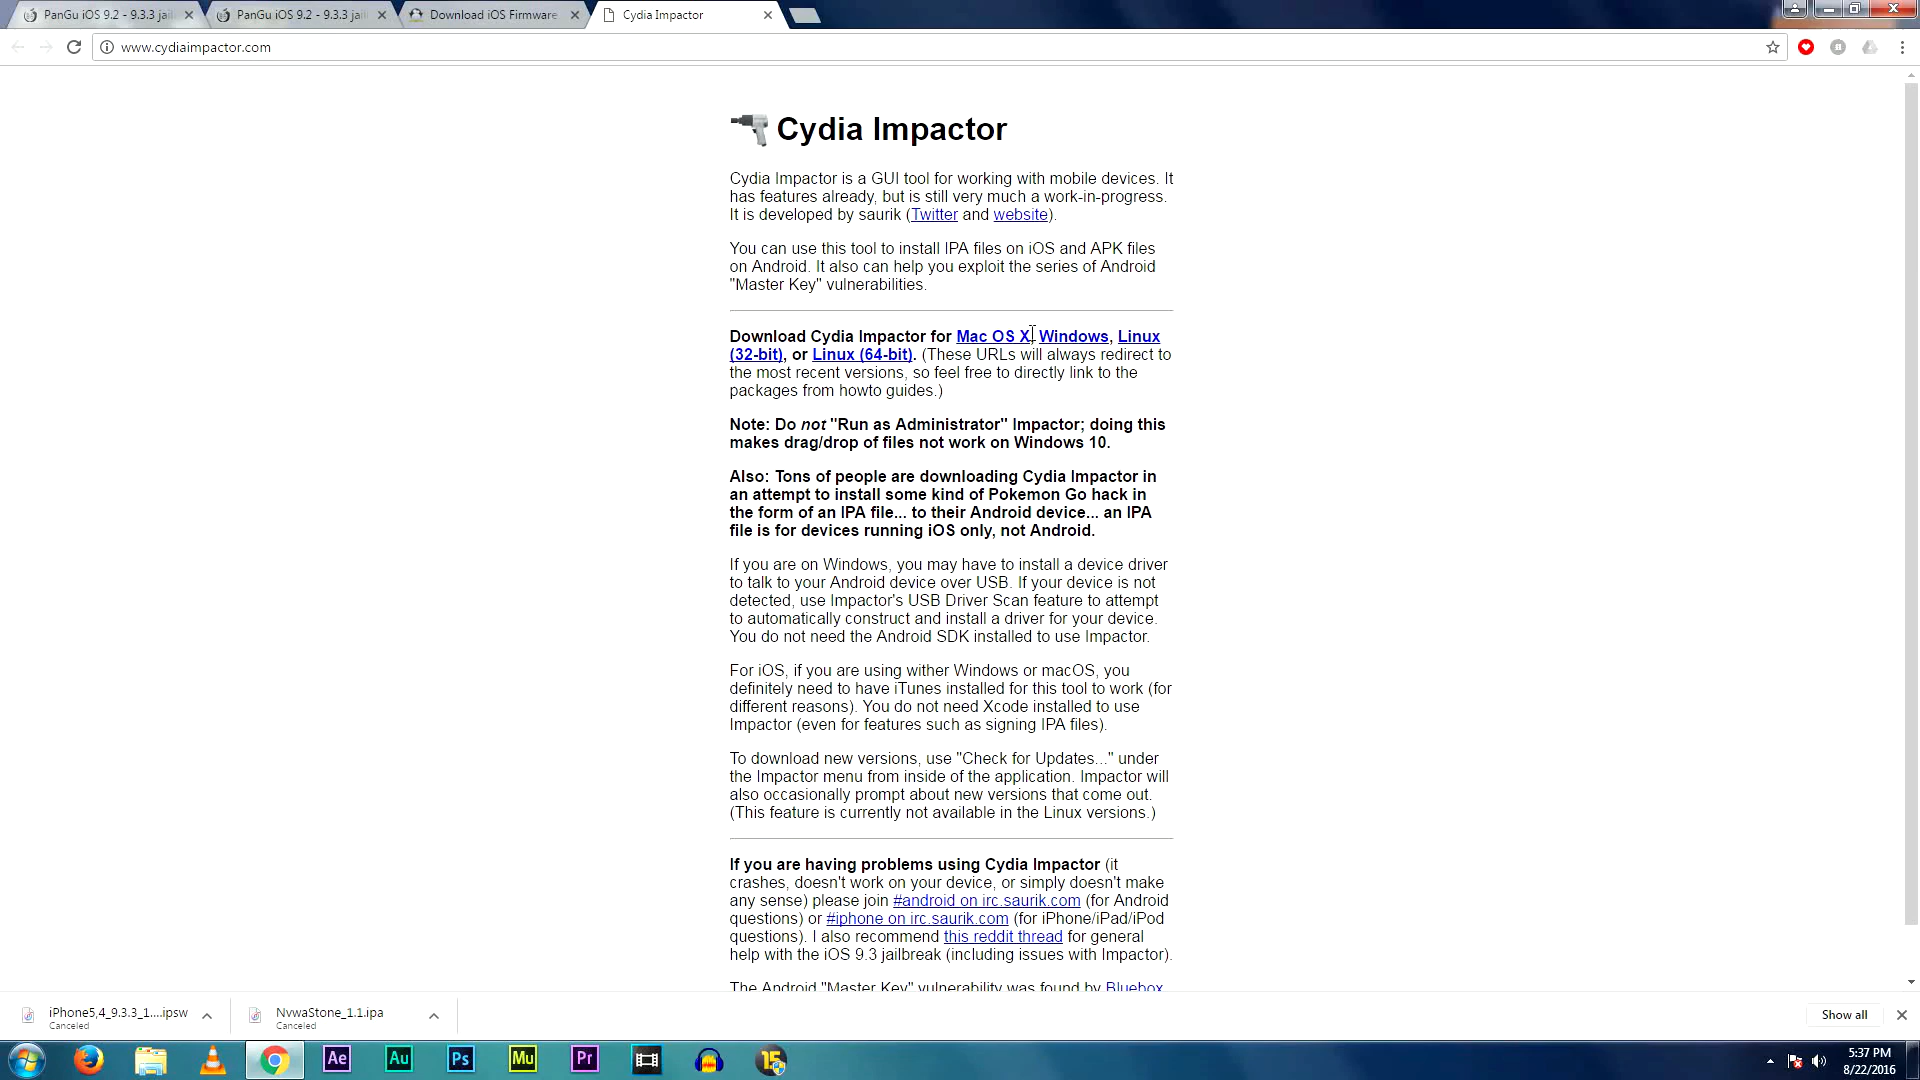 PanGu iOS 9.2 - 9.3.3 jail
PanGu iOS 9.2 - 9.3.3 jail
Download iOS Firmware
Cydia Impactor
www.cydiaimpactor.com
Cydia Impactor
Cydia Impactor is a GUI tool for working with mobile devices. It
has features already, but is still very much a work-in-progress.
It is developed by saurik (Twitter and website).
You can use this tool to install IPA files on iOS and APK files
on Android. It also can help you exploit the series of Android
"Master Key" vulnerabilities.
Download Cydia Impactor for Mac OS X, Windows, Linux
(32-bit), or Linux (64-bit). (These URLs will always redirect to
the most recent versions, so feel free to directly link to the
packages from howto guides.)
Note: Do not "Run as Administrator" Impactor; doing this
makes drag/drop of files not work on Windows 10.
Also: Tons of people are downloading Cydia Impactor in
an attempt to install some kind of Pokemon Go hack in
the form of an IPA file... to their Android device... an IPA
file is for devices running iOS only, not Android.
If you are on Windows, you may have to install a device driver
to talk to your Android device over USB. If your device is not
detected, use Impactor's USB Driver Scan feature to attempt
to automatically construct and install a driver for your device.
You do not need the Android SDK installed to use Impactor.
For iOS, if you are using wither Windows or macOS, you
definitely need to have iTunes installed for this tool to work (for
different reasons). You do not need Xcode installed to use
Impactor (even for features such as signing IPA files).
To download new versions, use "Check for Updates..." under
the Impactor menu from inside of the application. Impactor will
also occasionally prompt about new versions that come out.
(This feature is currently not available in the Linux versions.)
If you are having problems using Cydia Impactor (it
crashes, doesn't work on your device, or simply doesn't make
any sense) please join #android on irc.saurik.com (for Android
questions) or #iphone on irc.saurik.com (for iPhone/iPad/iPod
questions). I also recommend this reddit thread for general
help with the iOS 9.3 jailbreak (including issues with Impactor).
The Android "Master Key" vulnerability was found by Bluebox
iPhone5,4_9.3.3_1....ipsw
Canceled
NvwaStone_1.1.ipa
Canceled
Show all
Ae
Au
Ps
Mu
Pr
15
5:37 PM
8/22/2016